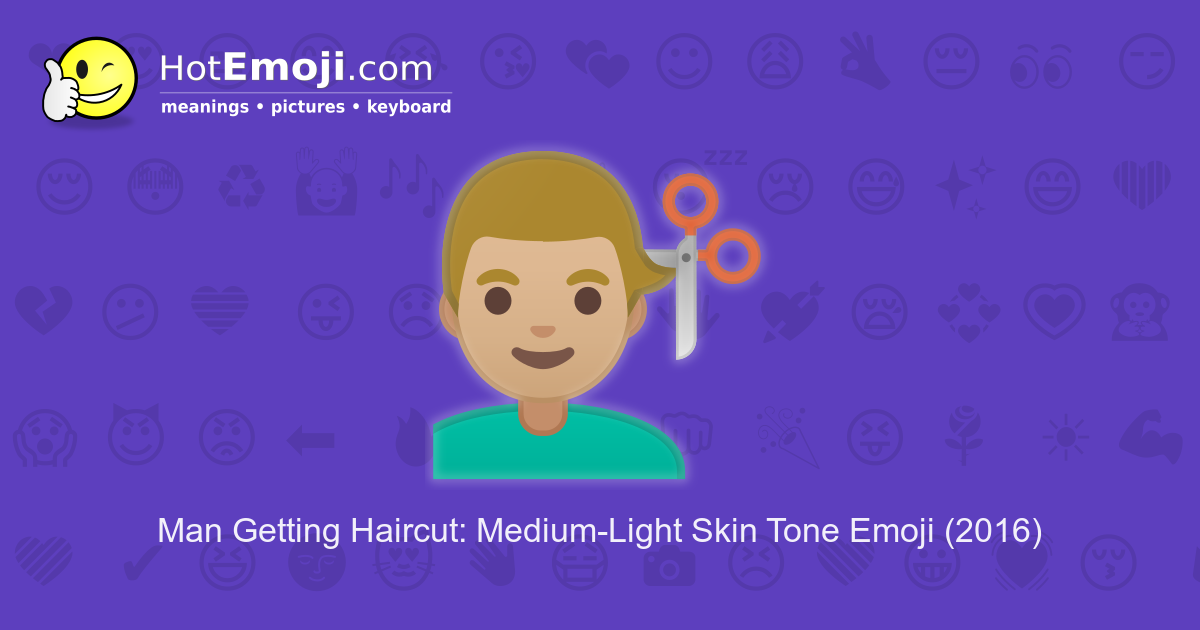 HotEmoji.com
meanings • pictures • keyboard
zzz
Man Getting Haircut: Medium-Light Skin Tone Emoji (2016)